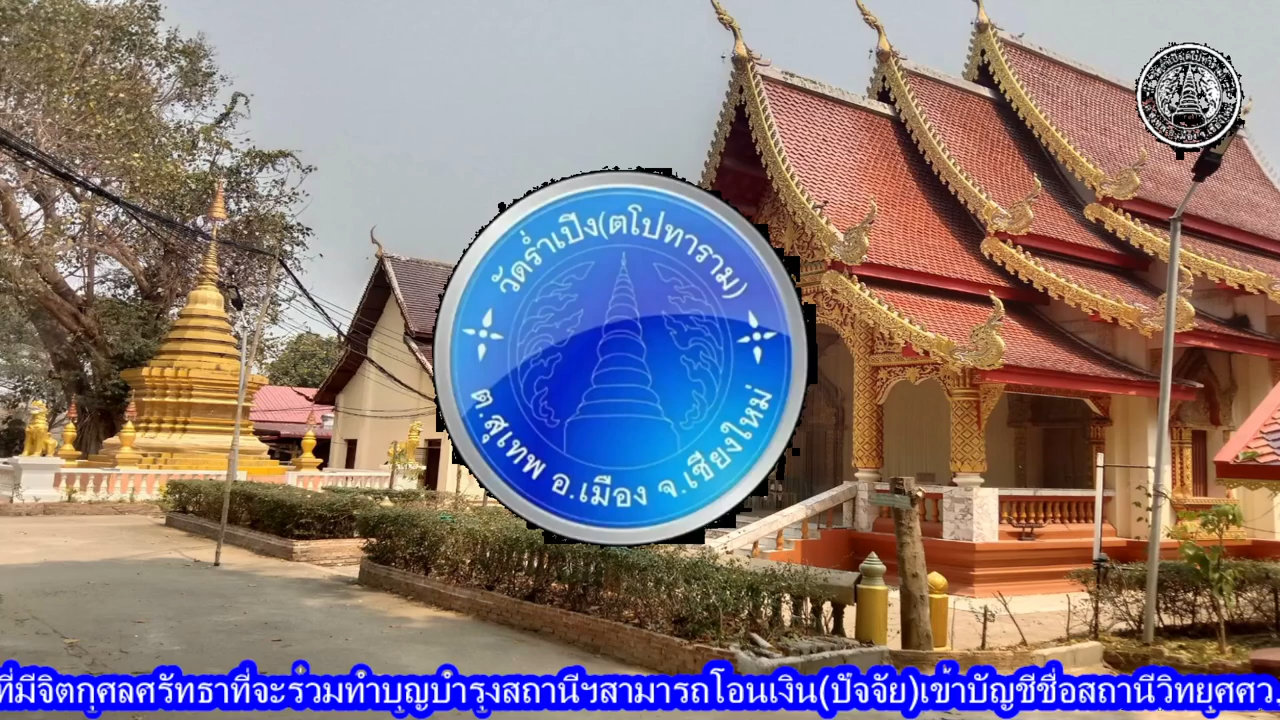 วัดร่ำเปิง(ตโปทาราม)
ต.สุเทพ อ.เมือง จ.เชียงใหม่
ที่มีจิตกุศลศรัทธาที่จะร่วมทำบุญบำรุงสถานีฯสามารถโอนเงิน(ปัจจัย)เข้าบัญชีชื่อสถานีวิทยุศศว